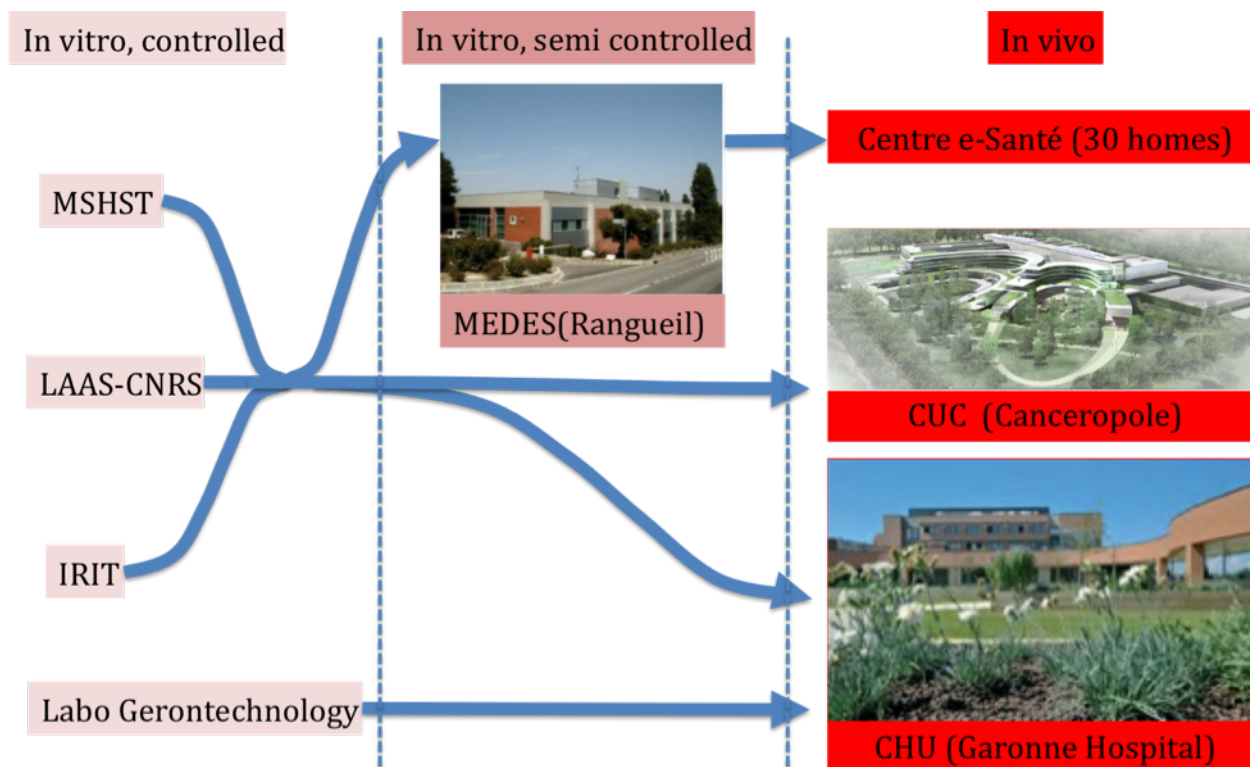 In vitro, controlled
In vitro, semi controlled
In vivo
Centre e-Santé (30 homes)
MSHST
MEDES(Rangueil)
LAAS-CNRS
CUC (Canceropole)
IRIT
Labo Gerontechnology
CHU (Garonne Hospital)